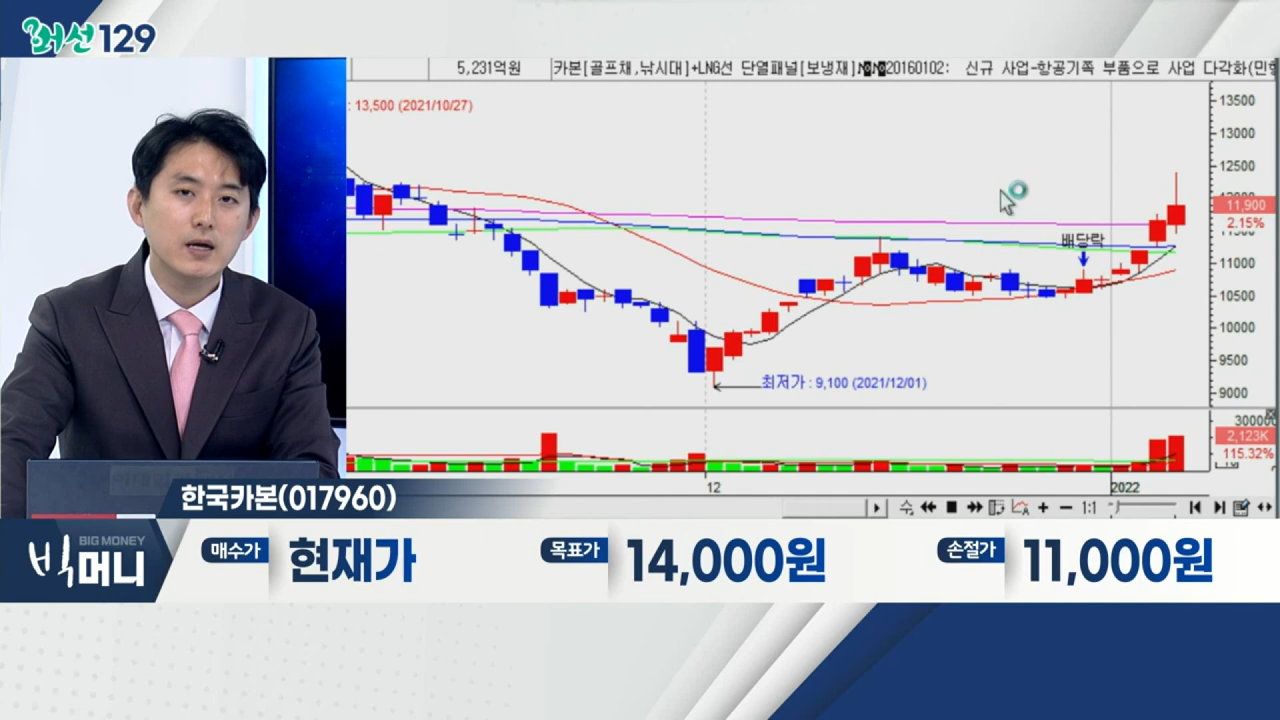 머선129
5,231억원
카본[골프채,낚시대]+LNG선 단열패널[보냉재]
20160102: 신규 사업-항공기쪽 부품으로 사업 다각화(민항
: 13,500 (2021/10/27)
13500
13000
12500
11,900
2.15%
배당락
11000
10500
10000
9500
9000
최저가 : 9,100 (2021/12/01)
300000
2,123K
115.32%
12
2022
1:1
한국카본(017960)
BIG MONEY
빅머니
매수가
현재가
목표가
14,000원
손절가
11,000원